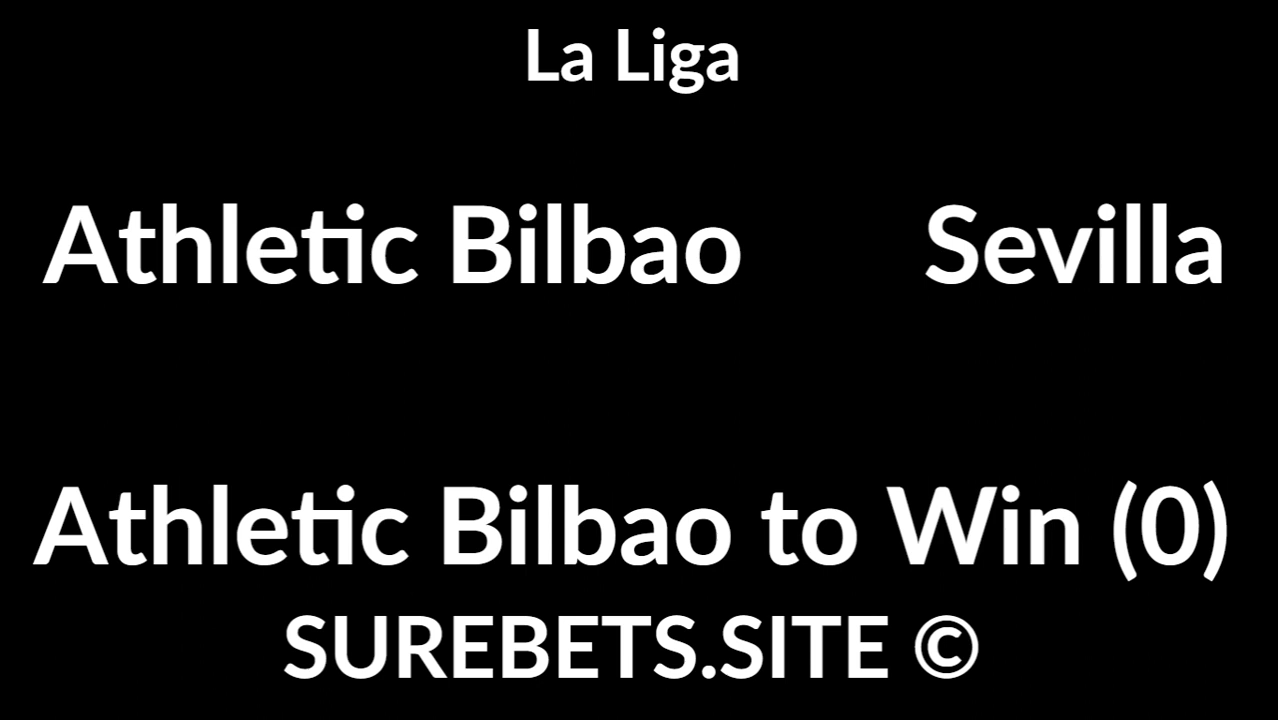 La Liga
Athletic Bilbao Sevilla
Athletic Bilbao to Win (0)
SUREBETS.SITE ©